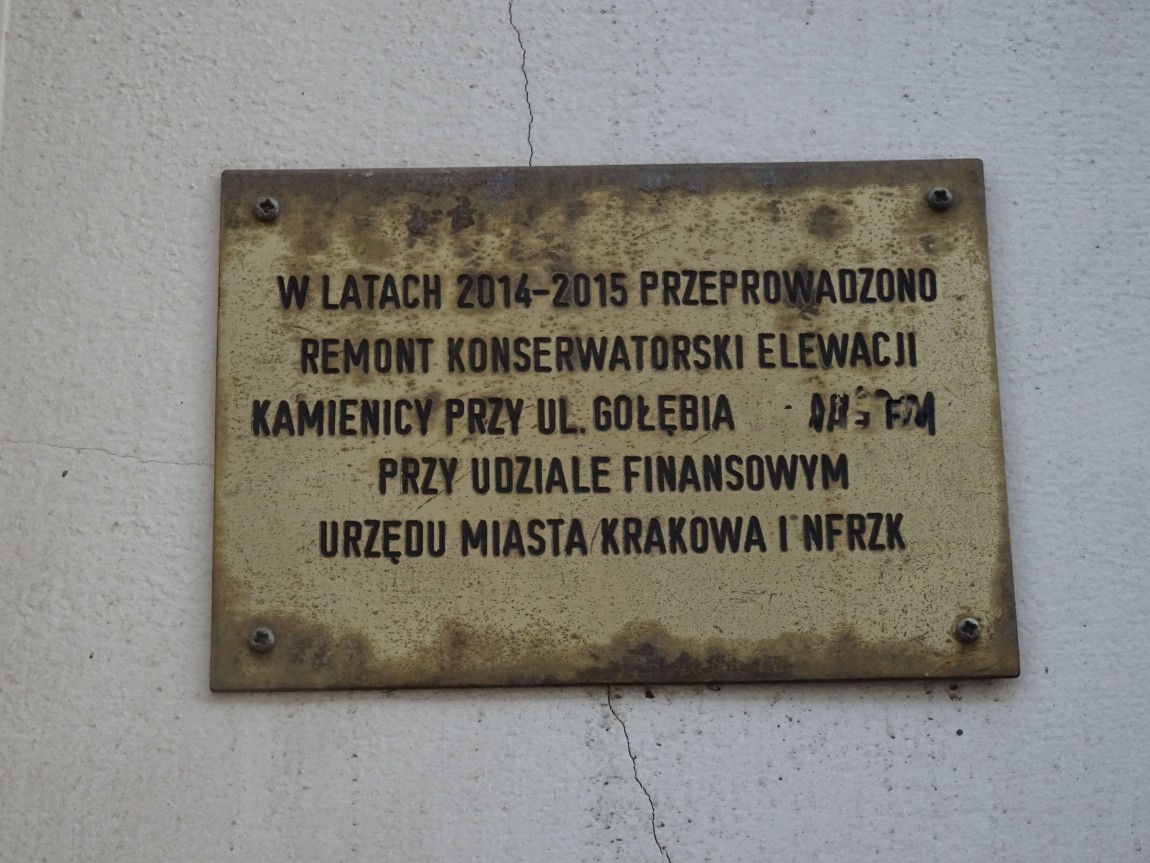 W LATACH 2014-2015 PRZEPROWADZONO
REMONT KONSERWATORSKI ELEWACJI
KAMIENICY PRZY UL. GOŁĘBIA
PRZY UDZIALE FINANSOWYM
URZĘDU MIASTA KRAKOWA I NFRZK